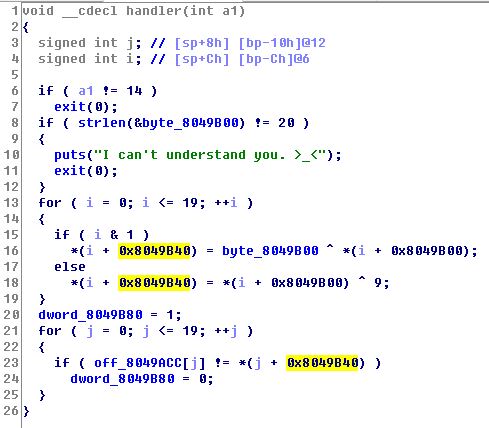 1 void __cdecl handler(int a1)
2 {
3 signed int j; // [sp+8h] [bp-10h]@12
4 signed int i; // [sp+Ch] [bp-Ch]@6
5
6 if ( a1 != 14 )
7 exit(0);
8 if ( strlen(&byte_8049B00) != 20 )
9 {
10 puts("I can't understand you. >_<");
11 exit(0);
12 }
13 for ( i = 0; i <= 19; ++i )
14 {
15 if ( i & 1 )
16 *(i + 0x8049B40) = byte_8049B00 ^ *(i + 0x8049B00);
17 else
18 *(i + 0x8049B40) = *(i + 0x8049B00) ^ 9;
19 }
20 dword_8049B80 = 1;
21 for ( j = 0; j <= 19; ++j )
22 {
23 if ( off_8049ACC[j] != *(j + 0x8049B40) )
24 dword_8049B80 = 0;
25 }
26 }